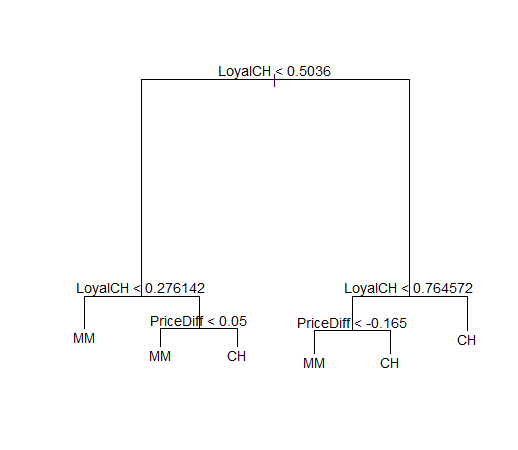 LoyalCH < 0.5036
LoyalCH < 0.276142
LoyalCH < 0.764572
MM
PriceDiff < 0.05
PriceDiff < -0.165
CH
MM
CH
MM
CH